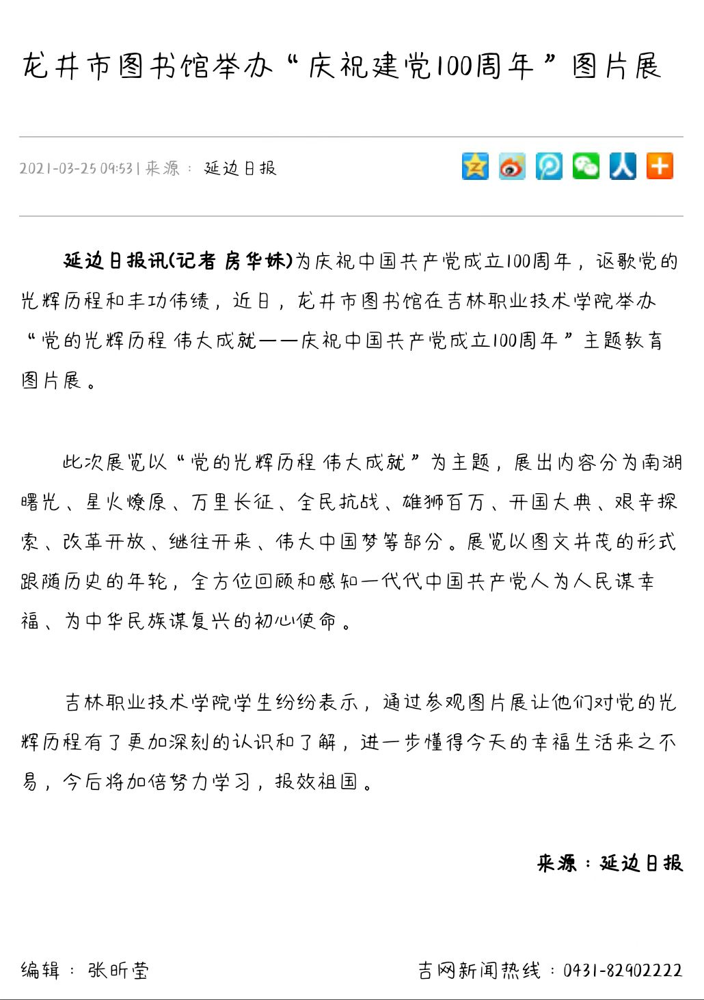 龙井市图书馆举办“庆祝建党100周年”图片展
2021-03-25 09:53 | 来源： 延边日报
延边日报讯(记者 房华妹)为庆祝中国共产党成立100周年，讴歌党的
光辉历程和丰功伟绩，近日，龙井市图书馆在吉林职业技术学院举办
“党的光辉历程 伟大成就——庆祝中国共产党成立100周年”主题教育
图片展。
此次展览以“党的光辉历程 伟大成就”为主题，展出内容分为南湖
曙光、星火燎原、万里长征、全民抗战、雄狮百万、开国大典、艰辛探
索、改革开放、继往开来、伟大中国梦等部分。展览以图文并茂的形式
跟随历史的年轮，全方位回顾和感知一代代中国共产党人为人民谋幸
福、为中华民族谋复兴的初心使命。
吉林职业技术学院学生纷纷表示，通过参观图片展让他们对党的光
辉历程有了更加深刻的认识和了解，进一步懂得今天的幸福生活来之不
易，今后将加倍努力学习，报效祖国。
来源：延边日报
编辑： 张昕莹 吉网新闻热线：0431-82902222